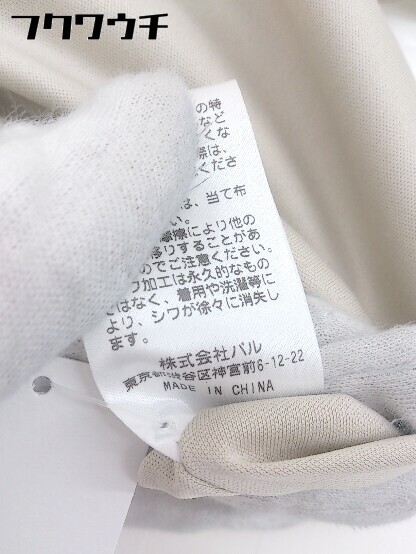 フクワウチ
の特
など
くな
際は、
くださ
は、当て布
い。
摩擦により他の
移りすることがあ
のでご注意ください。
ワ加工は永久的なもの
ではなく、着用や洗濯等に
より、シワが徐々に消失し
ます。
株式会社パル
東京都渋谷区神宮前6-12-22
MADE IN CHINA